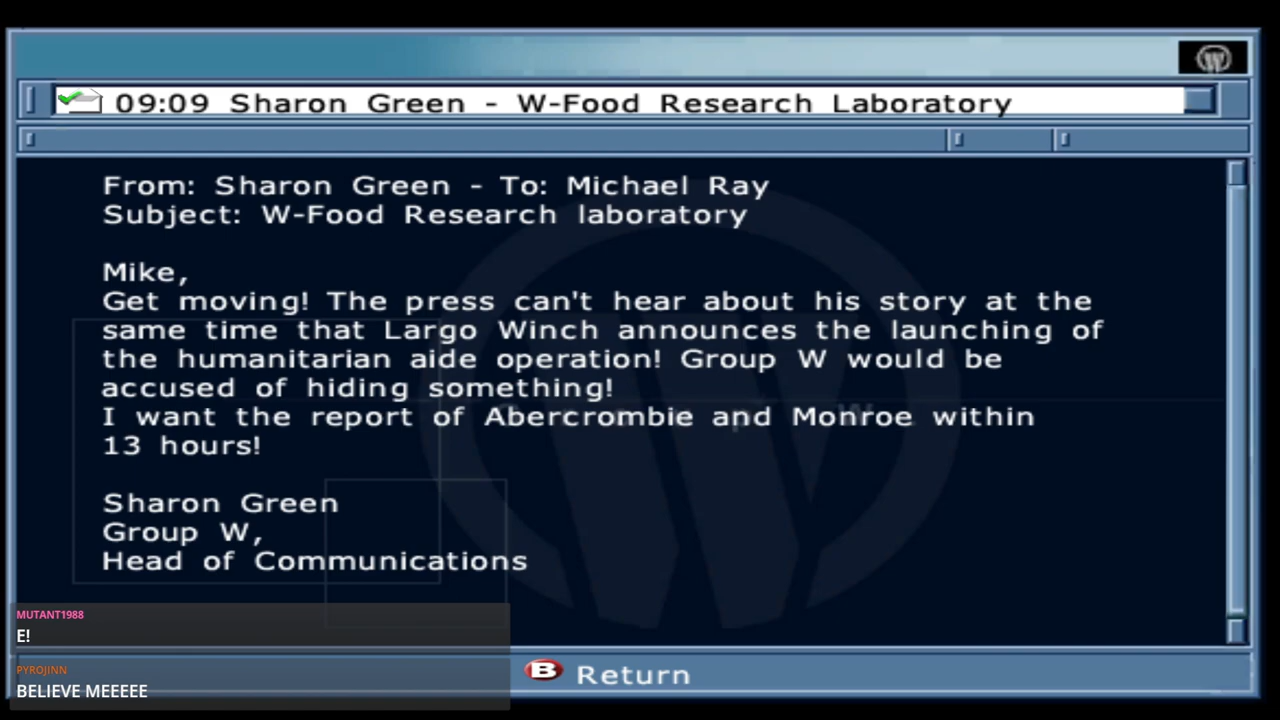 09:09 Sharon Green - W-Food Research Laboratory
From: Sharon Green - To: Michael Ray
Subject: W-Food Research laboratory
Mike,
Get moving! The press can't hear about his story at the
same time that Largo Winch announces the launching of
the humanitarian aide operation! Group W would be
accused of hiding something!
I want the report of Abercrombie and Monroe within
13 hours!
Sharon Green
Group W,
Head of Communications
MUTANT1988
E!
PYROJINN
BELIEVE MEEEEE
B Return